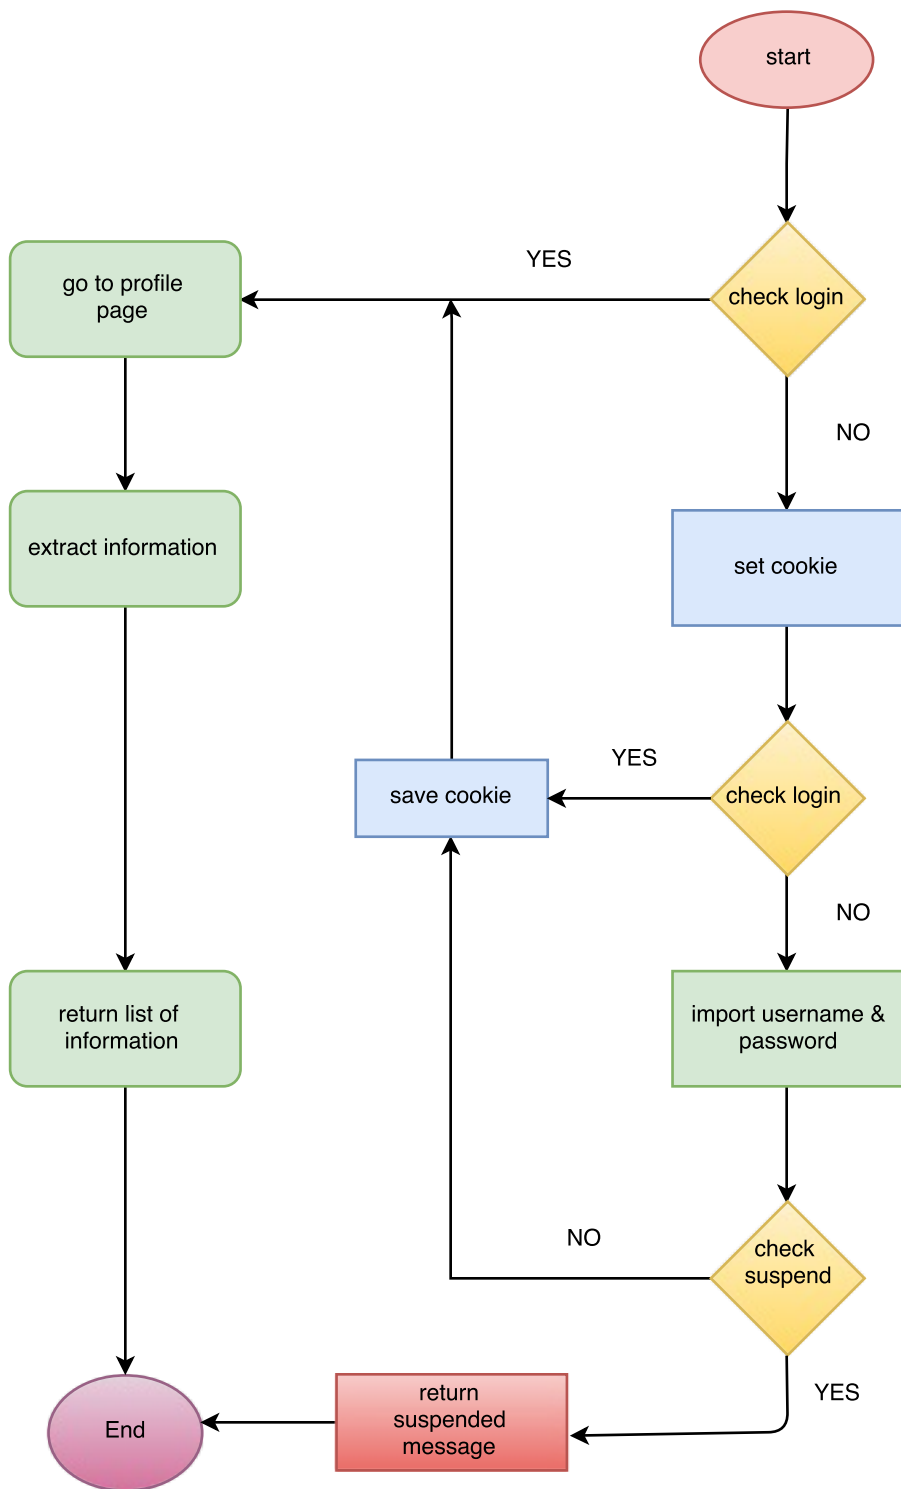 start
YES
check login
go to profile
page
NO
extract information
set cookie
YES
save cookie
check login
NO
return list of
information
import username &
password
NO
check
suspend
YES
return
suspended
message
End